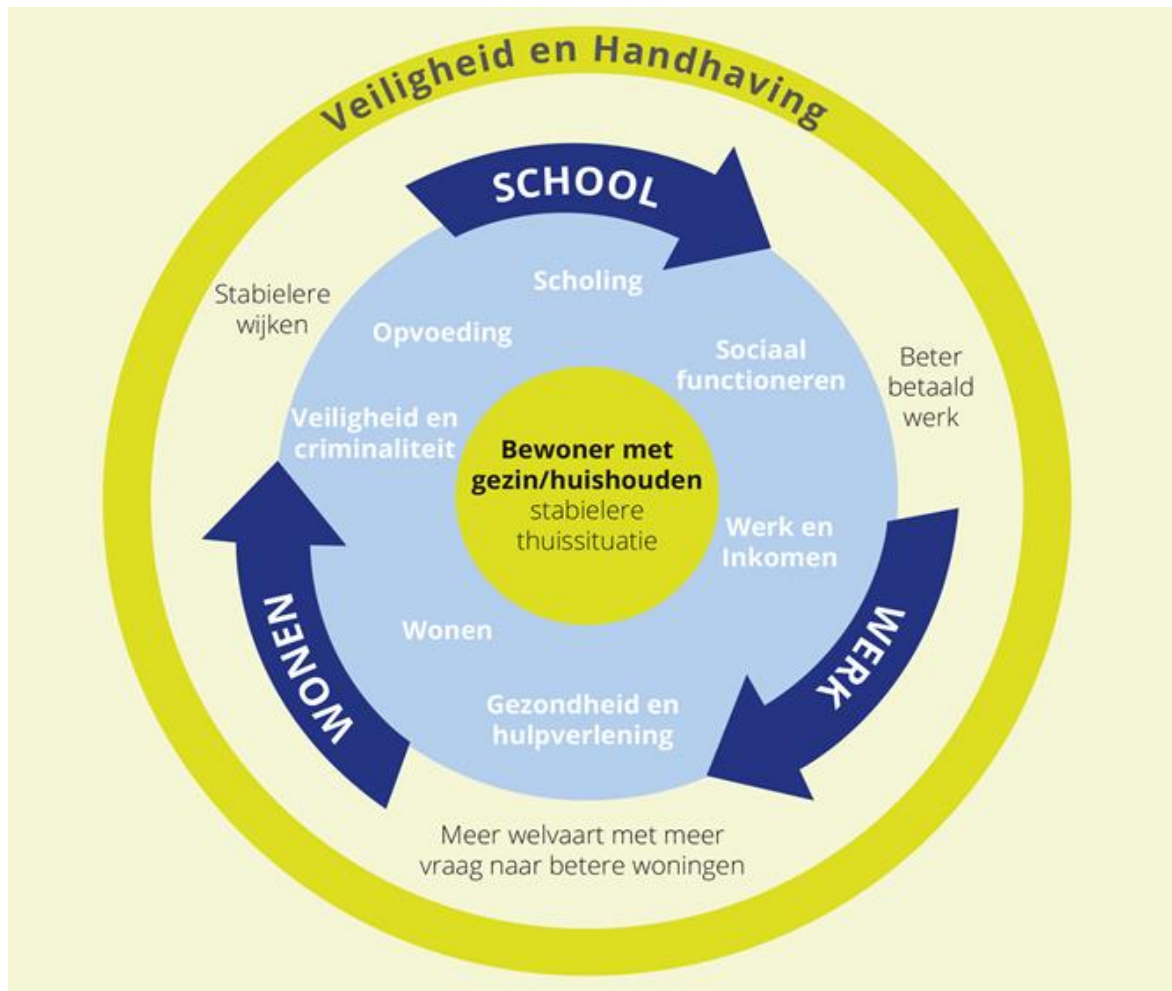 Veiligheid en Handhaving
SCHOOL
Scholing
Stabielere
wijken
Opvoeding
Sociaal
functioneren
Beter
betaald
werk
Veiligheid en
criminaliteit
Bewoner met
gezin/huishouden
stabielere
thuissituatie
Werk en
Inkomen
WERK
Wonen
WONEN
Gezondheid en
hulpverlening
Meer welvaart met meer
vraag naar betere woningen